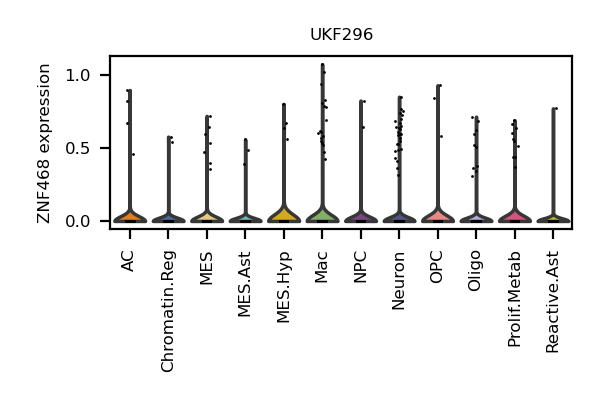 UKF296
ZNF468 expression
1.0
0.5
0.0
AC
Chromatin.Reg
MES
MES.Ast
MES.Hyp
Mac
NPC
Neuron
OPC
Oligo
Prolif.Metab
Reactive.Ast